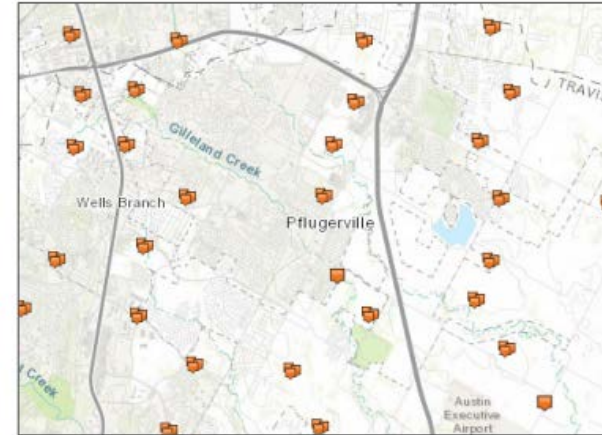 TRAVIS
Gilleland Creek
Wells Branch
Pflugerville
Creek
Austin
Executive
Airport